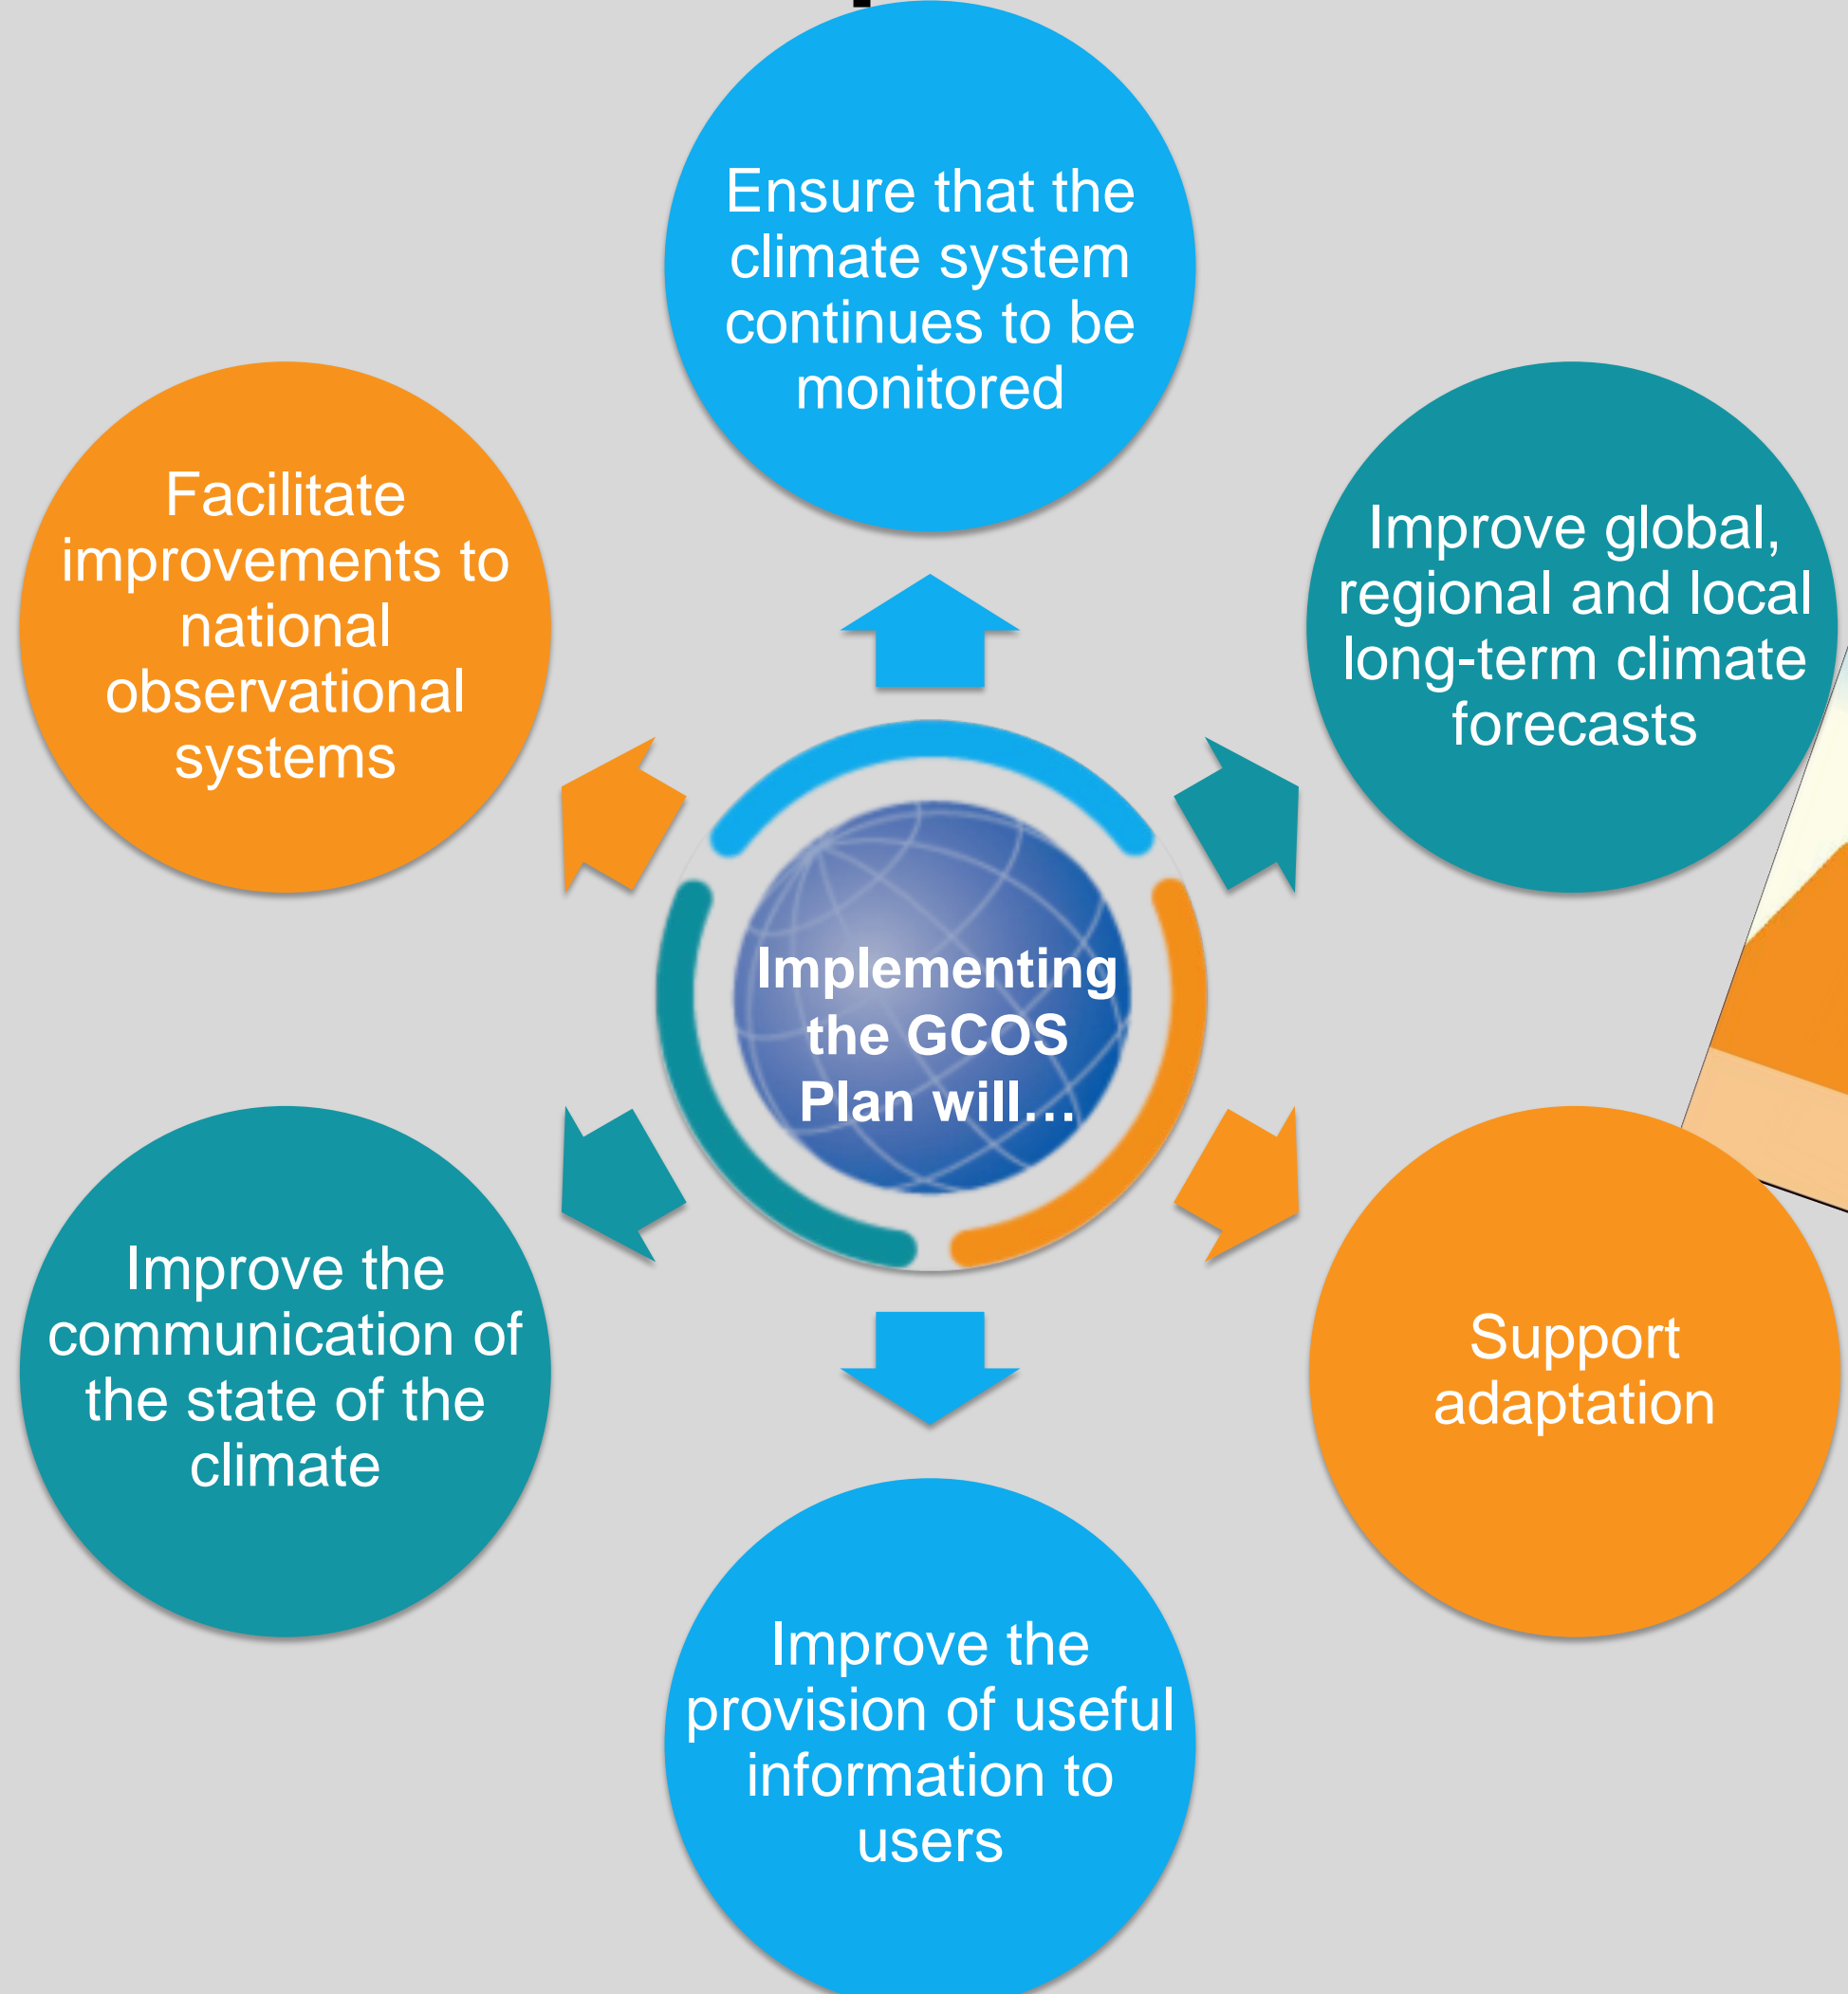 Ensure that the
climate system
continues to be
monitored
Facilitate
improvements to
national
observational
systems
Improve global,
regional and local
long-term climate
forecasts
Implementing
the GCOS
Plan will...
Improve the
communication of
the state of the
climate
Support
adaptation
Improve the
provision of useful
information to
users